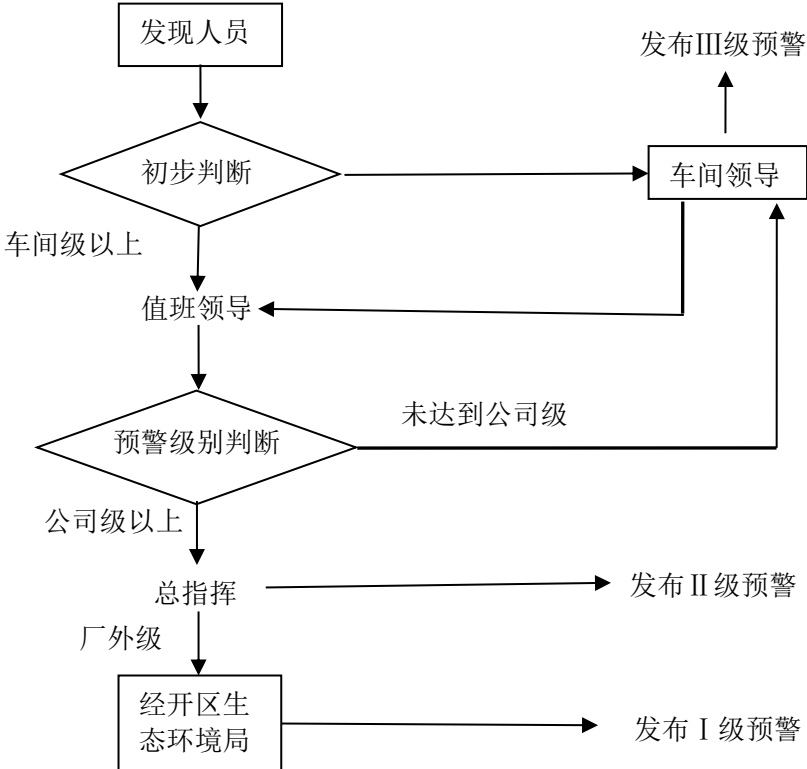 发现人员
发布Ⅲ级预警
初步判断
车间领导
车间级以上
值班领导
未达到公司级
预警级别判断
公司级以上
总指挥
发布Ⅱ级预警
厂外级
经开区生
态环境局
发布Ⅰ级预警